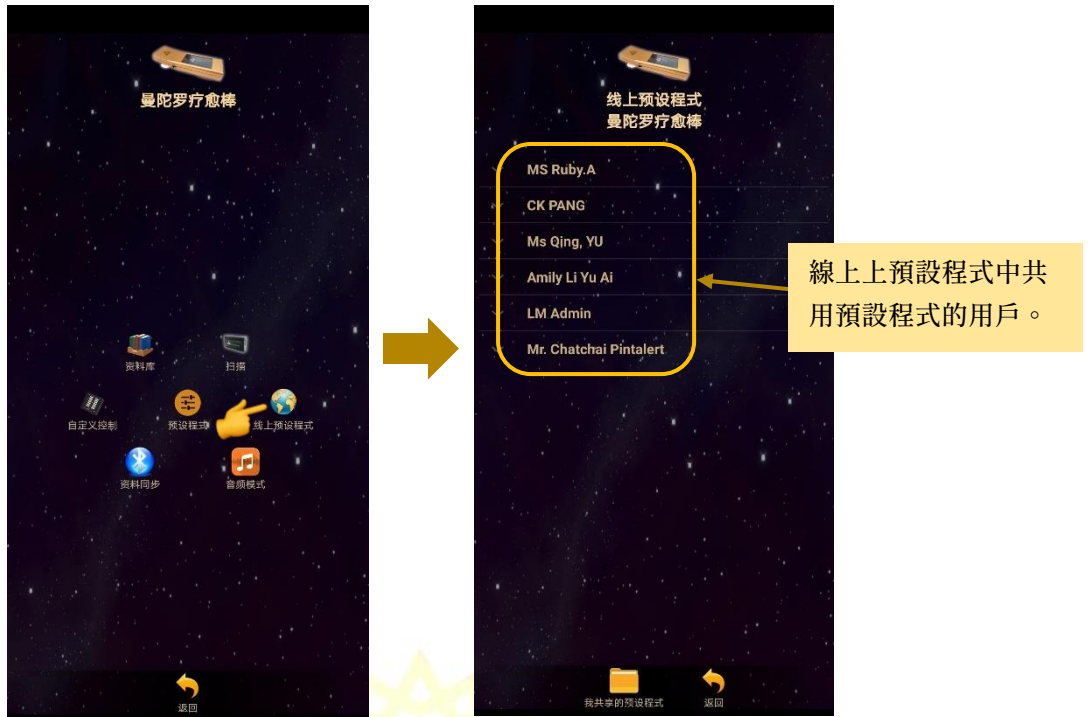 曼陀罗疗愈棒
资料库
扫描
自定义控制
预设程式
线上预设程式
资料同步
音频模式
返回
线上预设程式
曼陀罗疗愈棒
MS Ruby.A
CK PANG
Ms Qing, YU
Amily Li Yu Ai
LM Admin
Mr. Chatchai Pintalert
我共享的预设程式
返回
線上上預設程式中共
用預設程式的用戶。